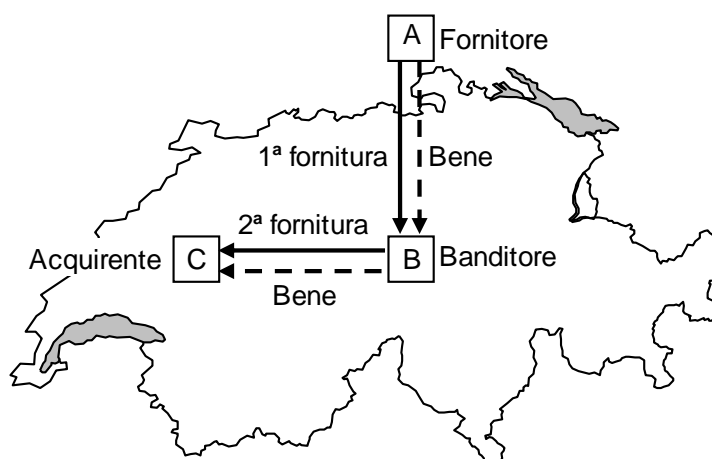 A Fornitore
1ª fornitura Bene
2ª fornitura
Acquirente C B Banditore
Bene